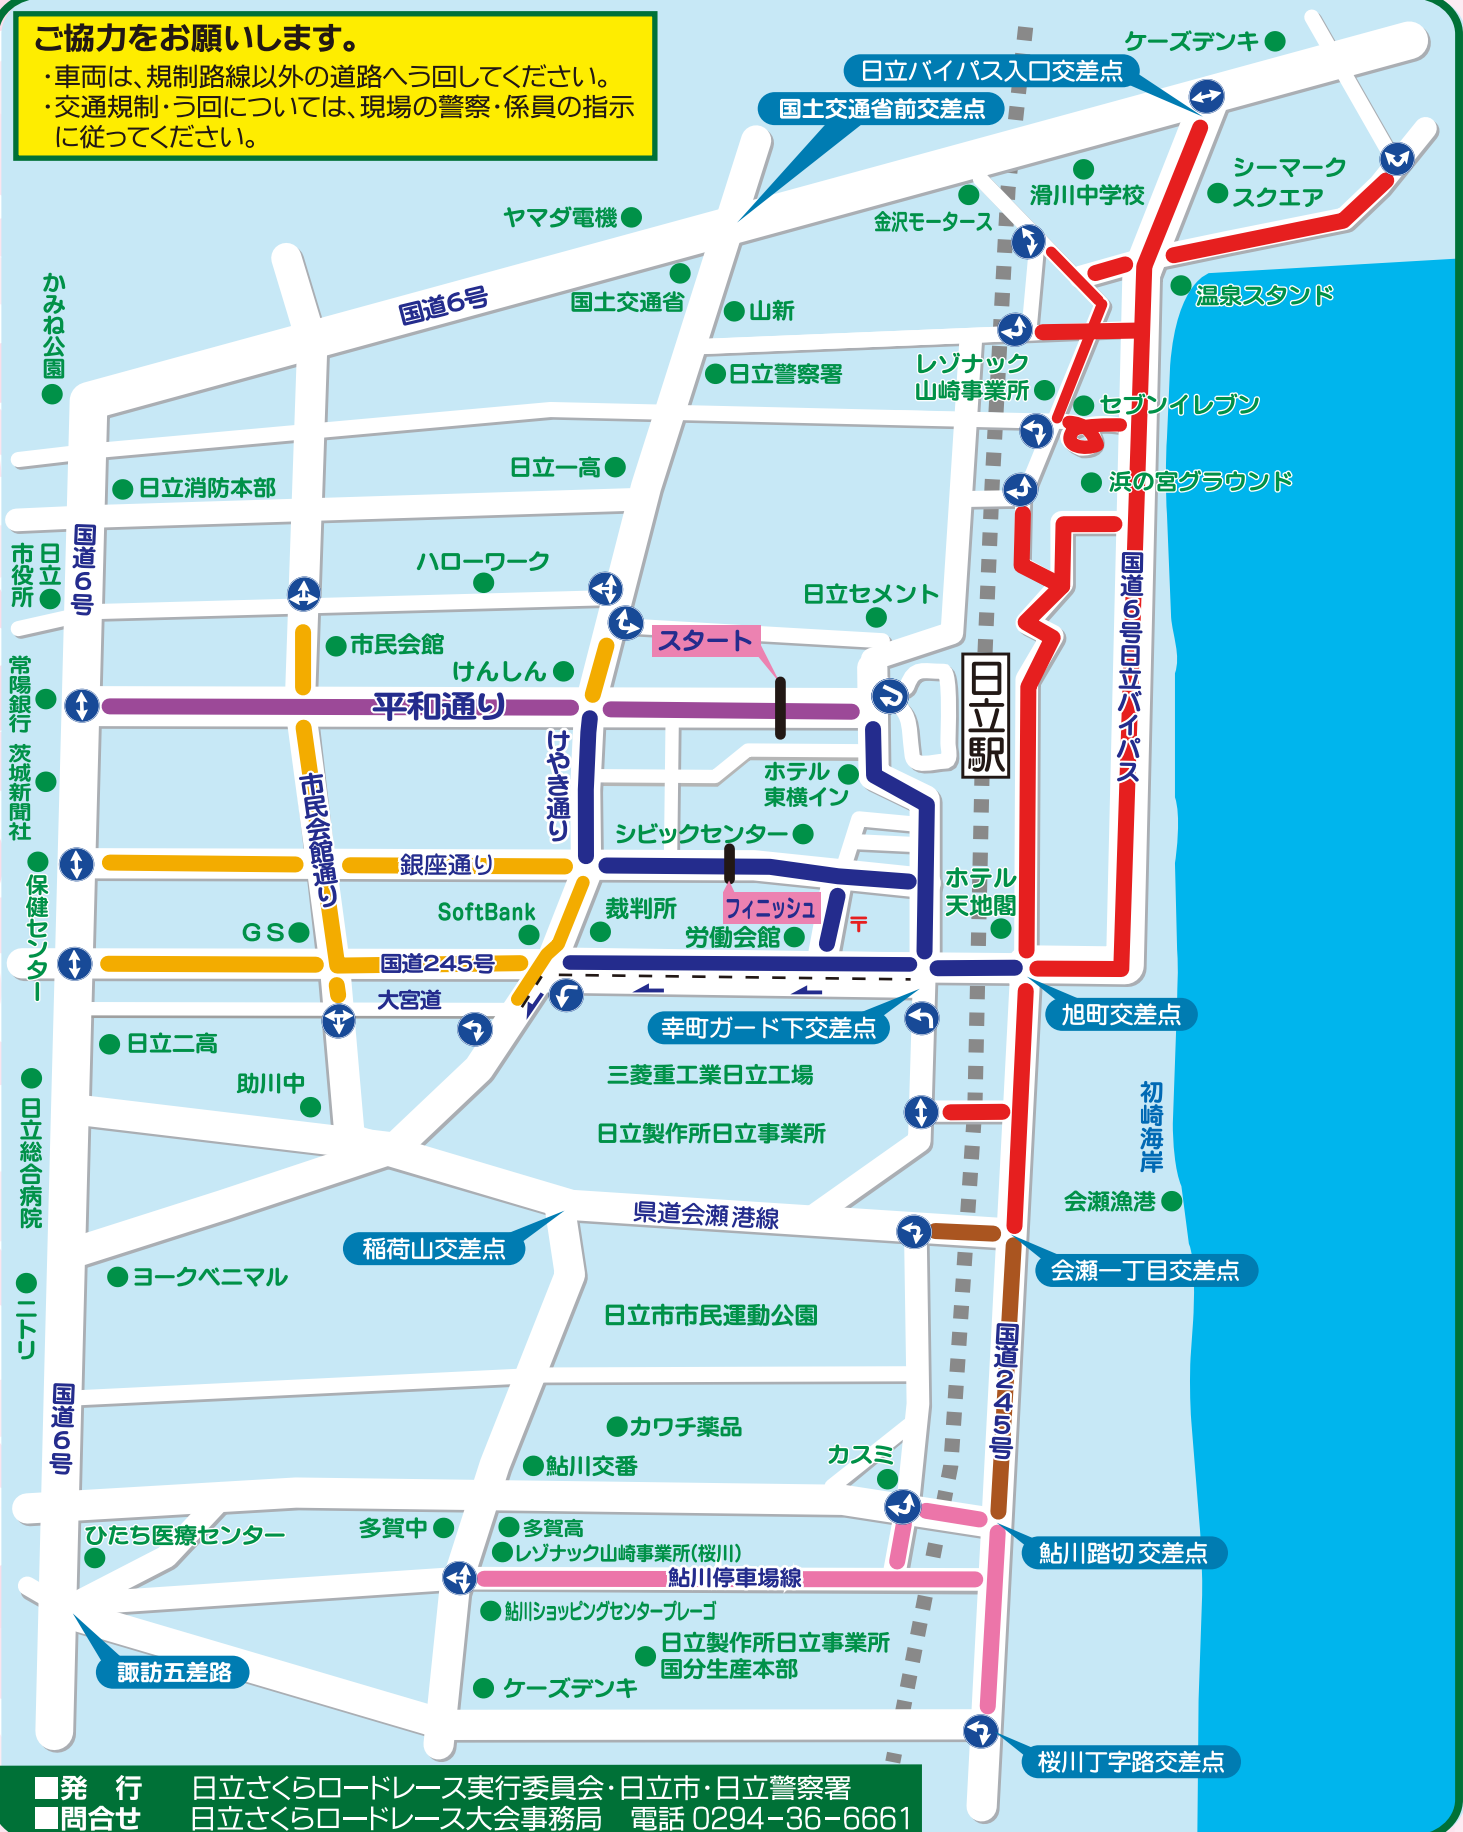 ご協力をお願いします。
・車両は、規制路線以外の道路へう回してください。
・交通規制・う回については、現場の警察・係員の指示
に従ってください。
ケーズデンキ
日立バイパス入口交差点
国土交通省前交差点
シーマーク
スクエア
滑川中学校
金沢モータース
ヤマダ電機
国土交通省
山新
国道6号
かみね公園
温泉スタンド
日立警察署
レゾナック
山崎事業所
セブンイレブン
日立一高
日立消防本部
浜の宮グラウンド
国道6号
日立
市役所
ハローワーク
日立セメント
国道6号日立バイパス
市民会館
けんしん
スタート
常陽銀行
平和通り
日立駅
けやき通り
茨城新聞社
市民会館通り
ホテル
東横イン
シビックセンター
保健センター
銀座通り
ホテル
天地閣
SoftBank
裁判所
フィニッシュ
〒
GS
労働会館
国道245号
大宮道
幸町ガード下交差点
旭町交差点
日立二高
助川中
三菱重工業日立工場
初崎海岸
日立総合病院
日立製作所日立事業所
会瀬漁港
県道会瀬港線
稲荷山交差点
会瀬一丁目交差点
ヨークベニマル
ニトリ
日立市市民運動公園
国道245号
国道6号
カワチ薬品
カスミ
鮎川交番
ひたち医療センター
多賀中
多賀高
レゾナック山崎事業所(桜川)
鮎川踏切交差点
鮎川停車場線
鮎川ショッピングセンタープレーゴ
日立製作所日立事業所
国分生産本部
諏訪五差路
ケーズデンキ
桜川丁字路交差点
■発　行　日立さくらロードレース実行委員会・日立市・日立警察署
■問合せ　日立さくらロードレース大会事務局　電話 0294-36-6661